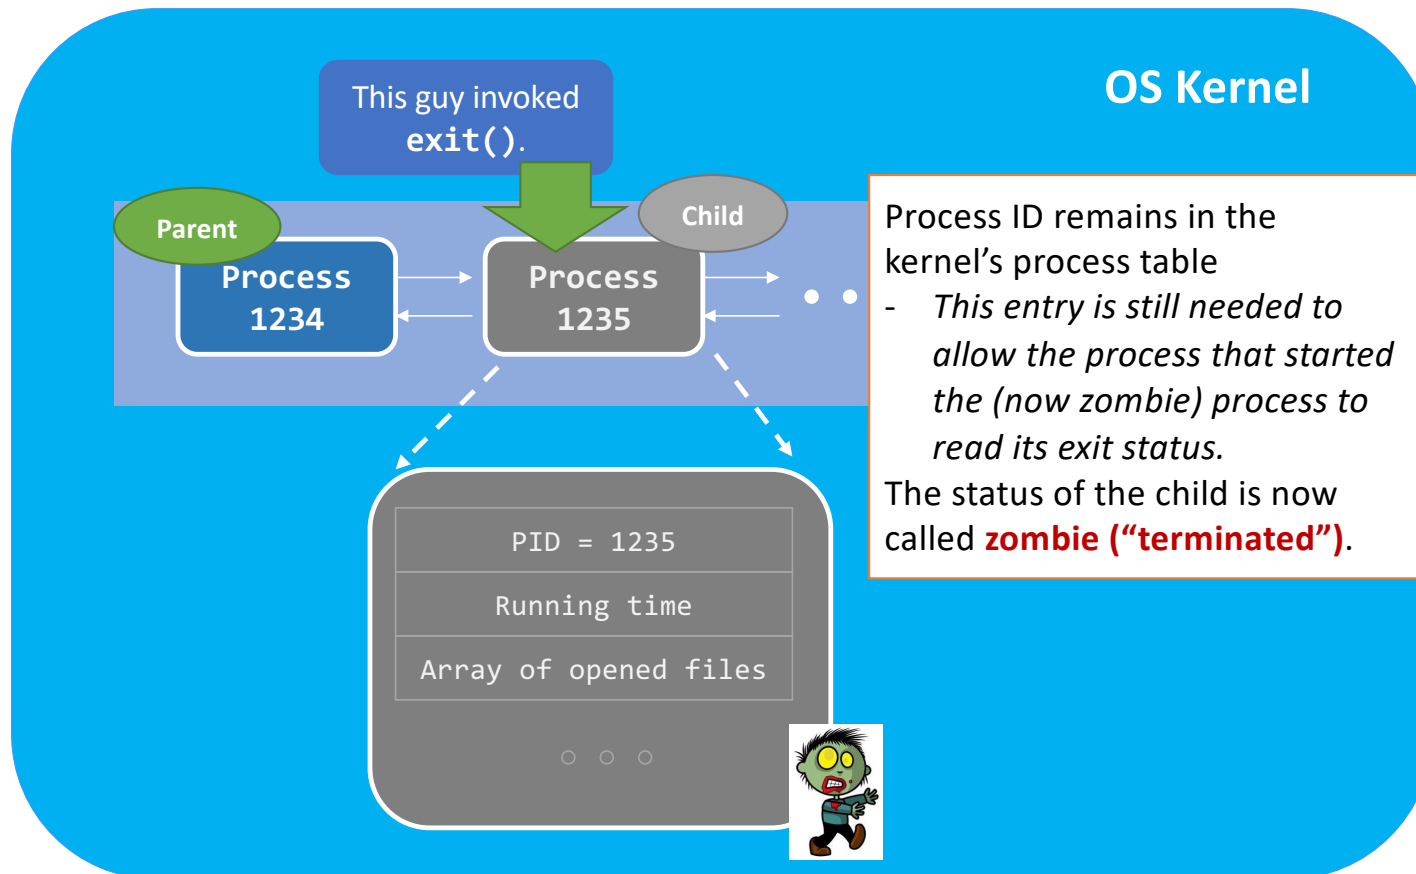 OS Kernel
This guy invoked
exit().
Parent
Child
Process
1234
Process
1235
Process ID remains in the
kernel’s process table
- This entry is still needed to
allow the process that started
the (now zombie) process to
read its exit status.
The status of the child is now
called zombie (“terminated”).
PID = 1235
Running time
Array of opened files